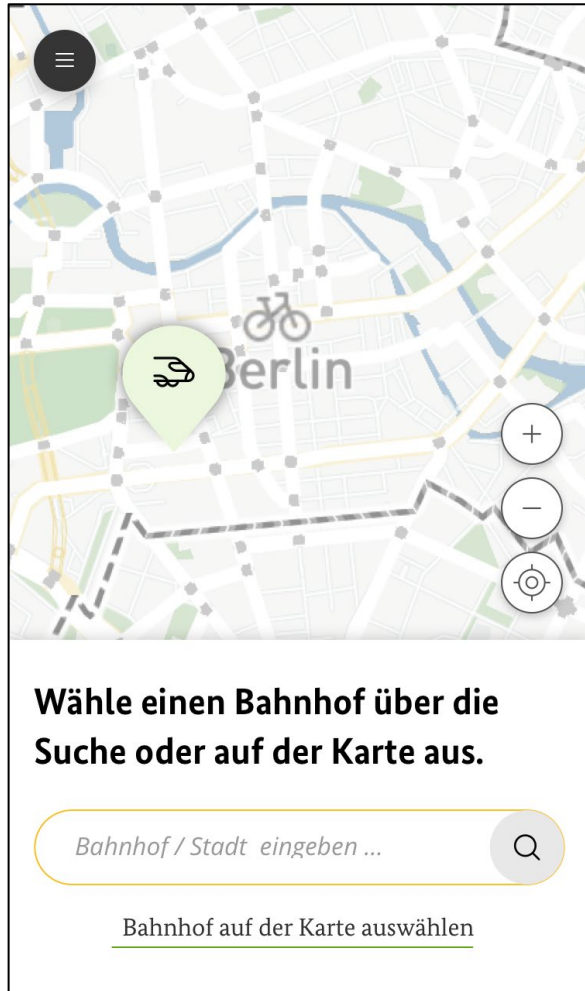 Berlin
Wähle einen Bahnhof über die
Suche oder auf der Karte aus.
Bahnhof / Stadt eingeben ...
Bahnhof auf der Karte auswählen